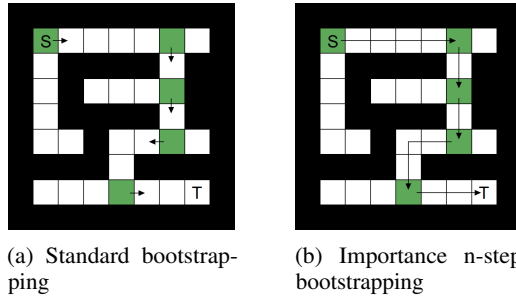 S
T
S
T
(a) Standard bootstrap-
ping
(b) Importance n-step
bootstrapping